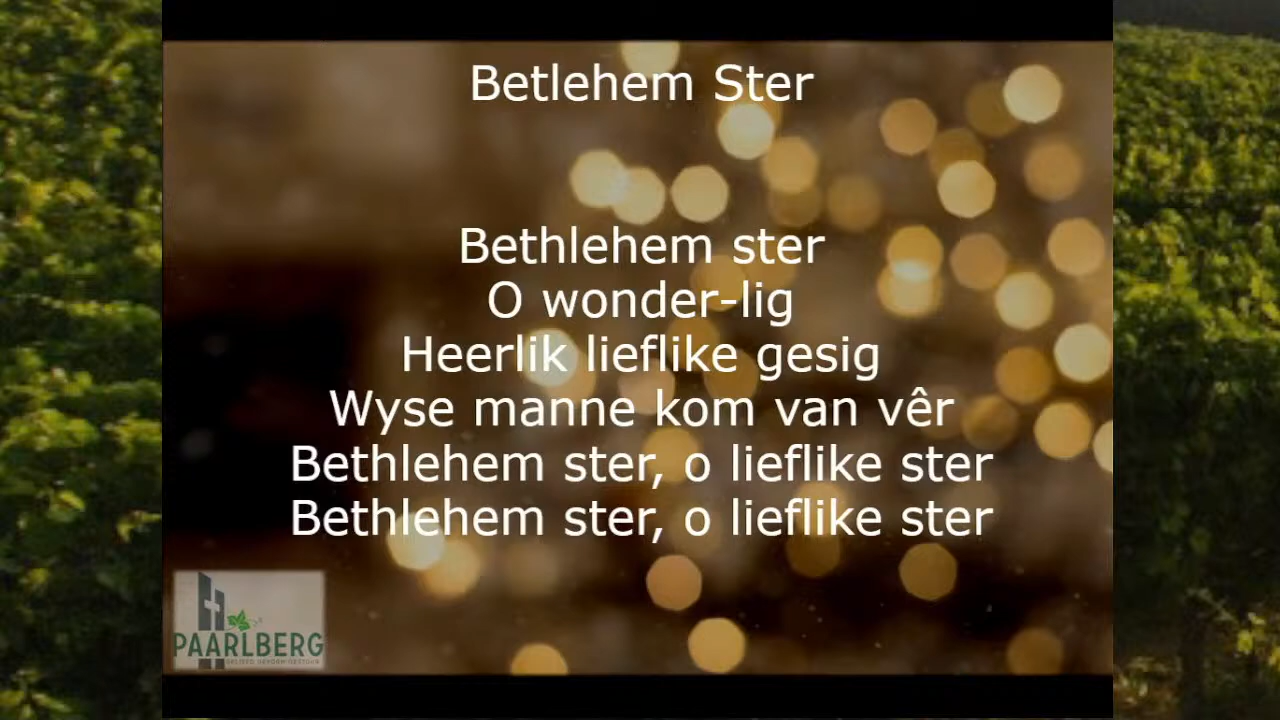 Betlehem Ster
Bethlehem ster
O wonder-lig
Heerlik lieflike gesig
Wyse manne kom van vêr
Bethlehem ster, o lieflike ster
Bethlehem ster, o lieflike ster
PAARLBERG